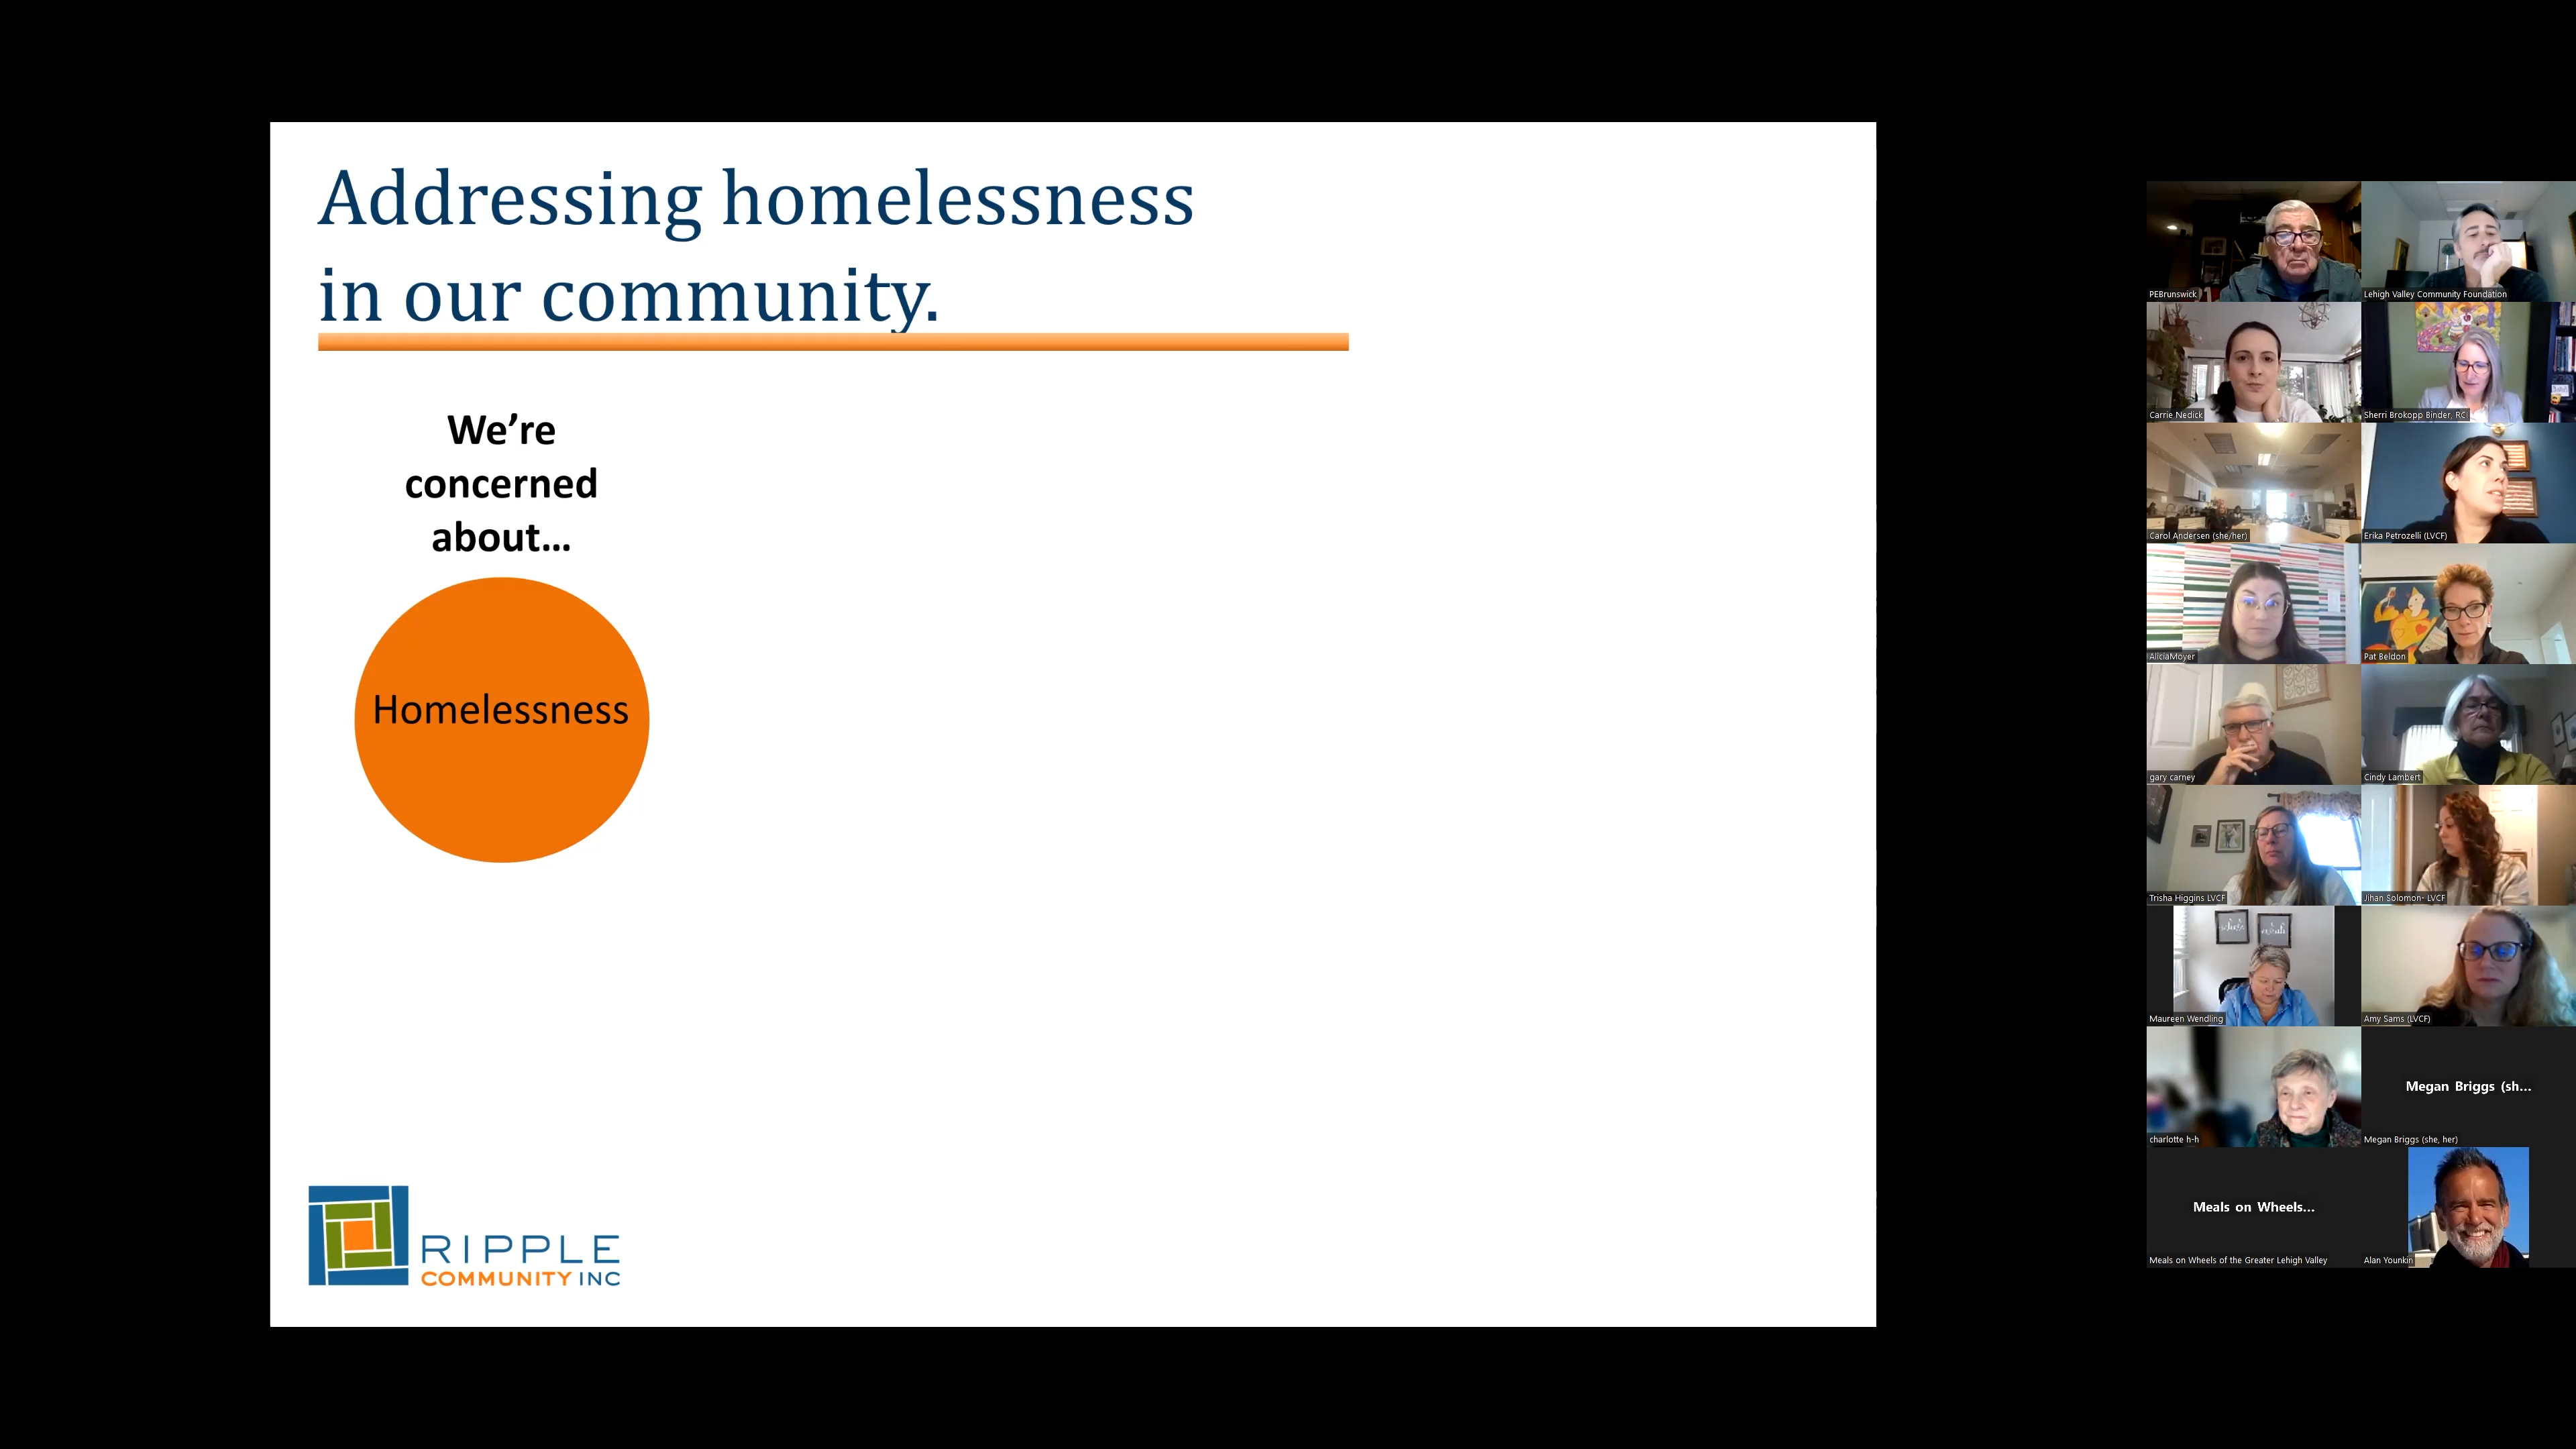 Addressing homelessness
in our community.
We’re
concerned
about...
Homelessness
RIPPLE
COMMUNITY INC
PEBrunswick
Lehigh Valley Community Foundation
Carrie Nedick
Sherri Brokopp Binder, RCI
Carol Andersen (she/her)
Erika Petrozelli (LVCF)
AliciaMoyer
Pat Beldon
gary carney
Cindy Lambert
Trisha Higgins LVCF
Jihan Solomon- LVCF
Maureen Wendling
Amy Sams (LVCF)
charlotte h-h
Megan Briggs (sh...
Megan Briggs (she, her)
Meals on Wheels...
Meals on Wheels of the Greater Lehigh Valley
Alan Younkin